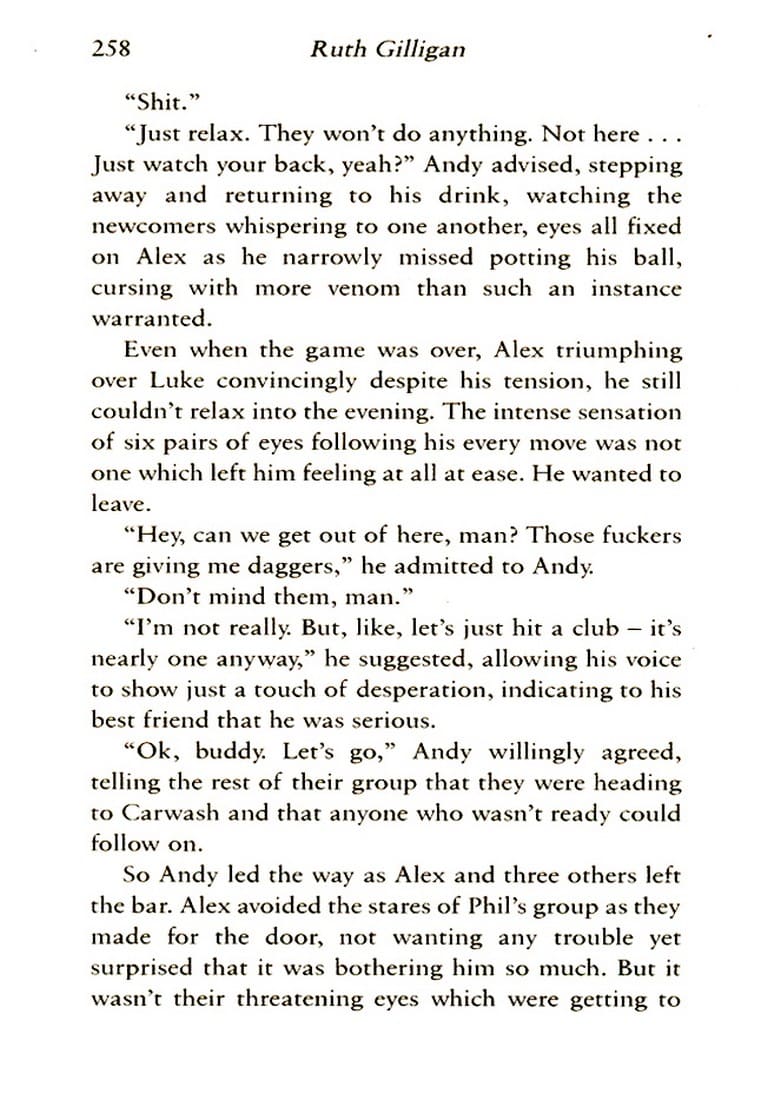 258 Ruth Gilligan
“Shit.”
“Just relax. They won’t do anything. Not here . . .
Just watch your back, yeah?” Andy advised, stepping
away and returning to his drink, watching the
newcomers whispering to one another, eyes all fixed
on Alex as he narrowly missed potting his ball,
cursing with more venom than such an instance
warranted.
Even when the game was over, Alex triumphing
over Luke convincingly despite his tension, he still
couldn’t relax into the evening. The intense sensation
of six pairs of eyes following his every move was not
one which left him feeling at all at ease. He wanted to
leave.
“Hey, can we get out of here, man? Those fuckers
are giving me daggers,” he admitted to Andy.
“Don’t mind them, man.”
“I’m not really. But, like, let’s just hit a club – it’s
nearly one anyway,” he suggested, allowing his voice
to show just a touch of desperation, indicating to his
best friend that he was serious.
“Ok, buddy. Let’s go,” Andy willingly agreed,
telling the rest of their group that they were heading
to Carwash and that anyone who wasn’t ready could
follow on.
So Andy led the way as Alex and three others left
the bar. Alex avoided the stares of Phil’s group as they
made for the door, not wanting any trouble yet
surprised that it was bothering him so much. But it
wasn’t their threatening eyes which were getting to